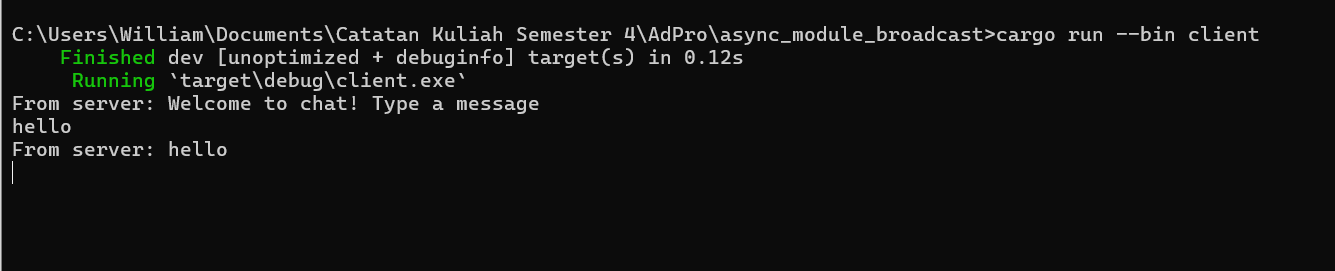 C:\Users\William\Documents\Catatan Kuliah Semester 4\AdPro\async_module_broadcast>cargo run --bin client
Finished dev [unoptimized + debuginfo] target(s) in 0.12s
Running `target\debug\client.exe`
From server: Welcome to chat! Type a message
hello
From server: hello